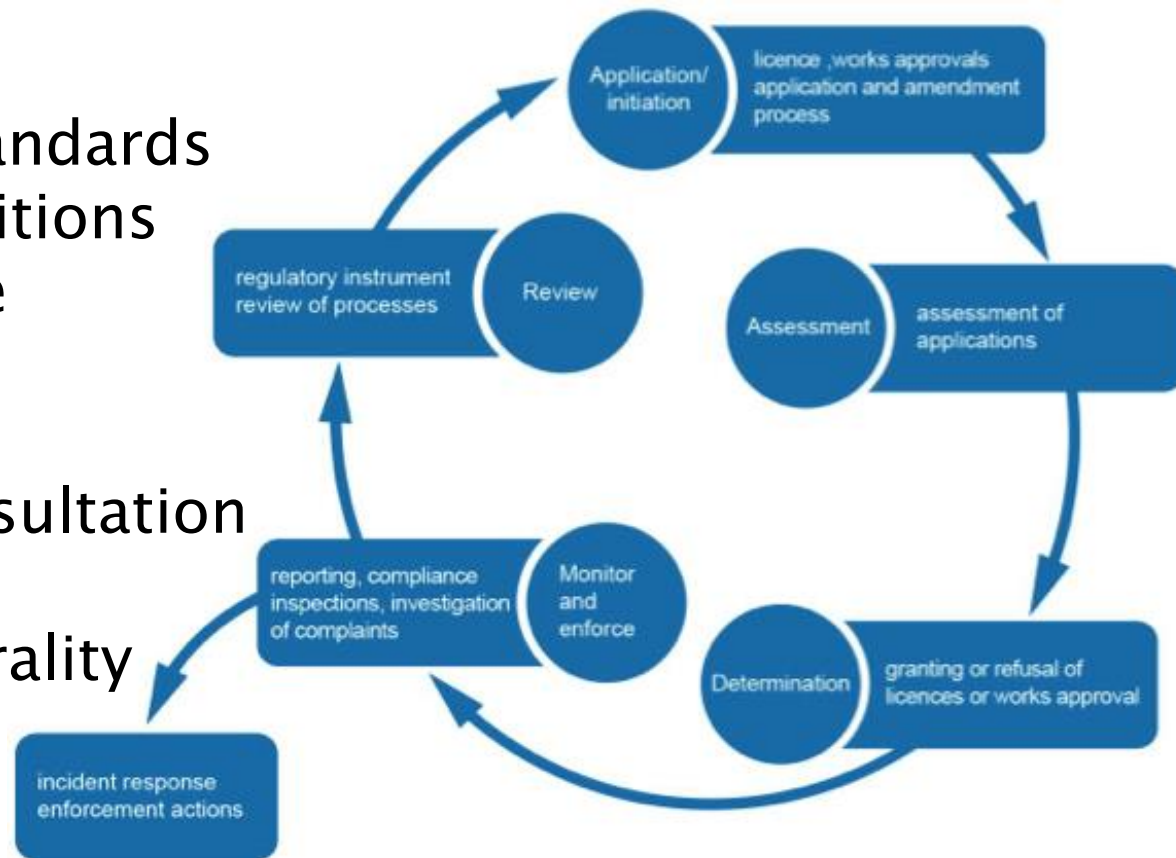 andards
itions
e
sultation
rality
Application/
initiation
licence ,works approvals
application and amendment
process
Assessment
assessment of
applications
Determination
granting or refusal of
licences or works approval
Monitor
and
enforce
reporting, compliance
inspections, investigation
of complaints
incident response
enforcement actions
Review
regulatory instrument
review of processes